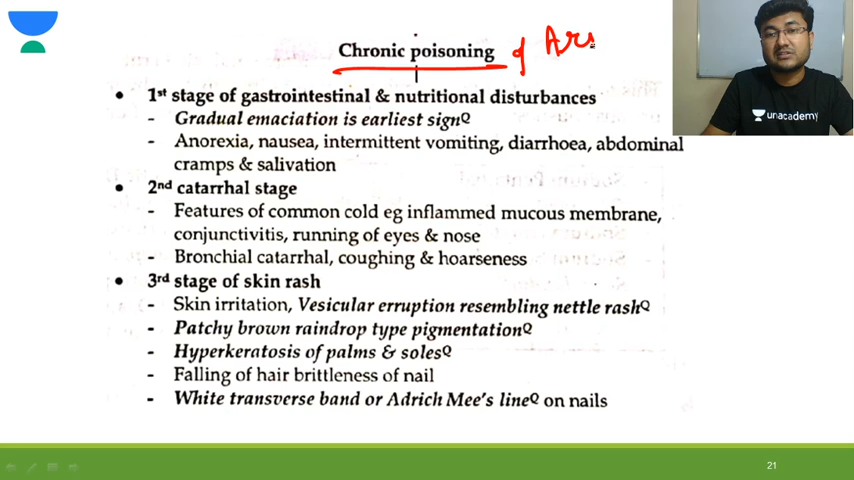 Chronic poisoning of Ars
• 1st stage of gastrointestinal & nutritional disturbances
- Gradual emaciation is earliest signQ
- Anorexia, nausea, intermittent vomiting, diarrhoea, abdominal
cramps & salivation
• 2nd catarrhal stage
- Features of common cold eg inflammed mucous membrane,
conjunctivitis, running of eyes & nose
- Bronchial catarrhal, coughing & hoarseness
• 3rd stage of skin rash
- Skin irritation, Vesicular erruption resembling nettle rashQ
- Patchy brown raindrop type pigmentationQ
- Hyperkeratosis of palms & solesQ
- Falling of hair brittleness of nail
- White transverse band or Adrich Mee's lineQ on nails
unacademy
21